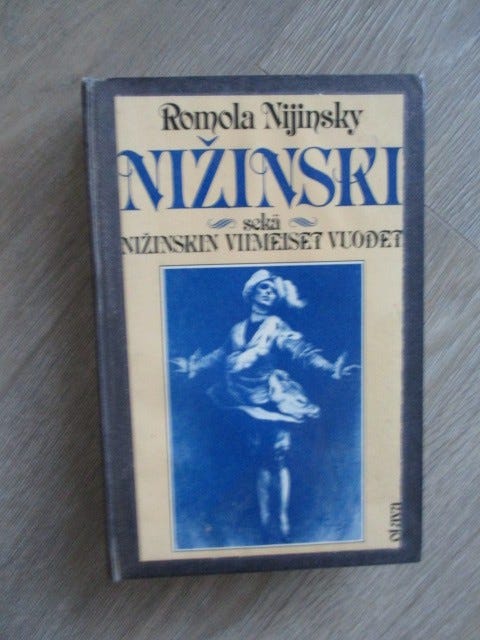 Romola Nijinsky
NIŽINSKI
sekä
NIŽINSKIN VIIMEISET VUODET
otava